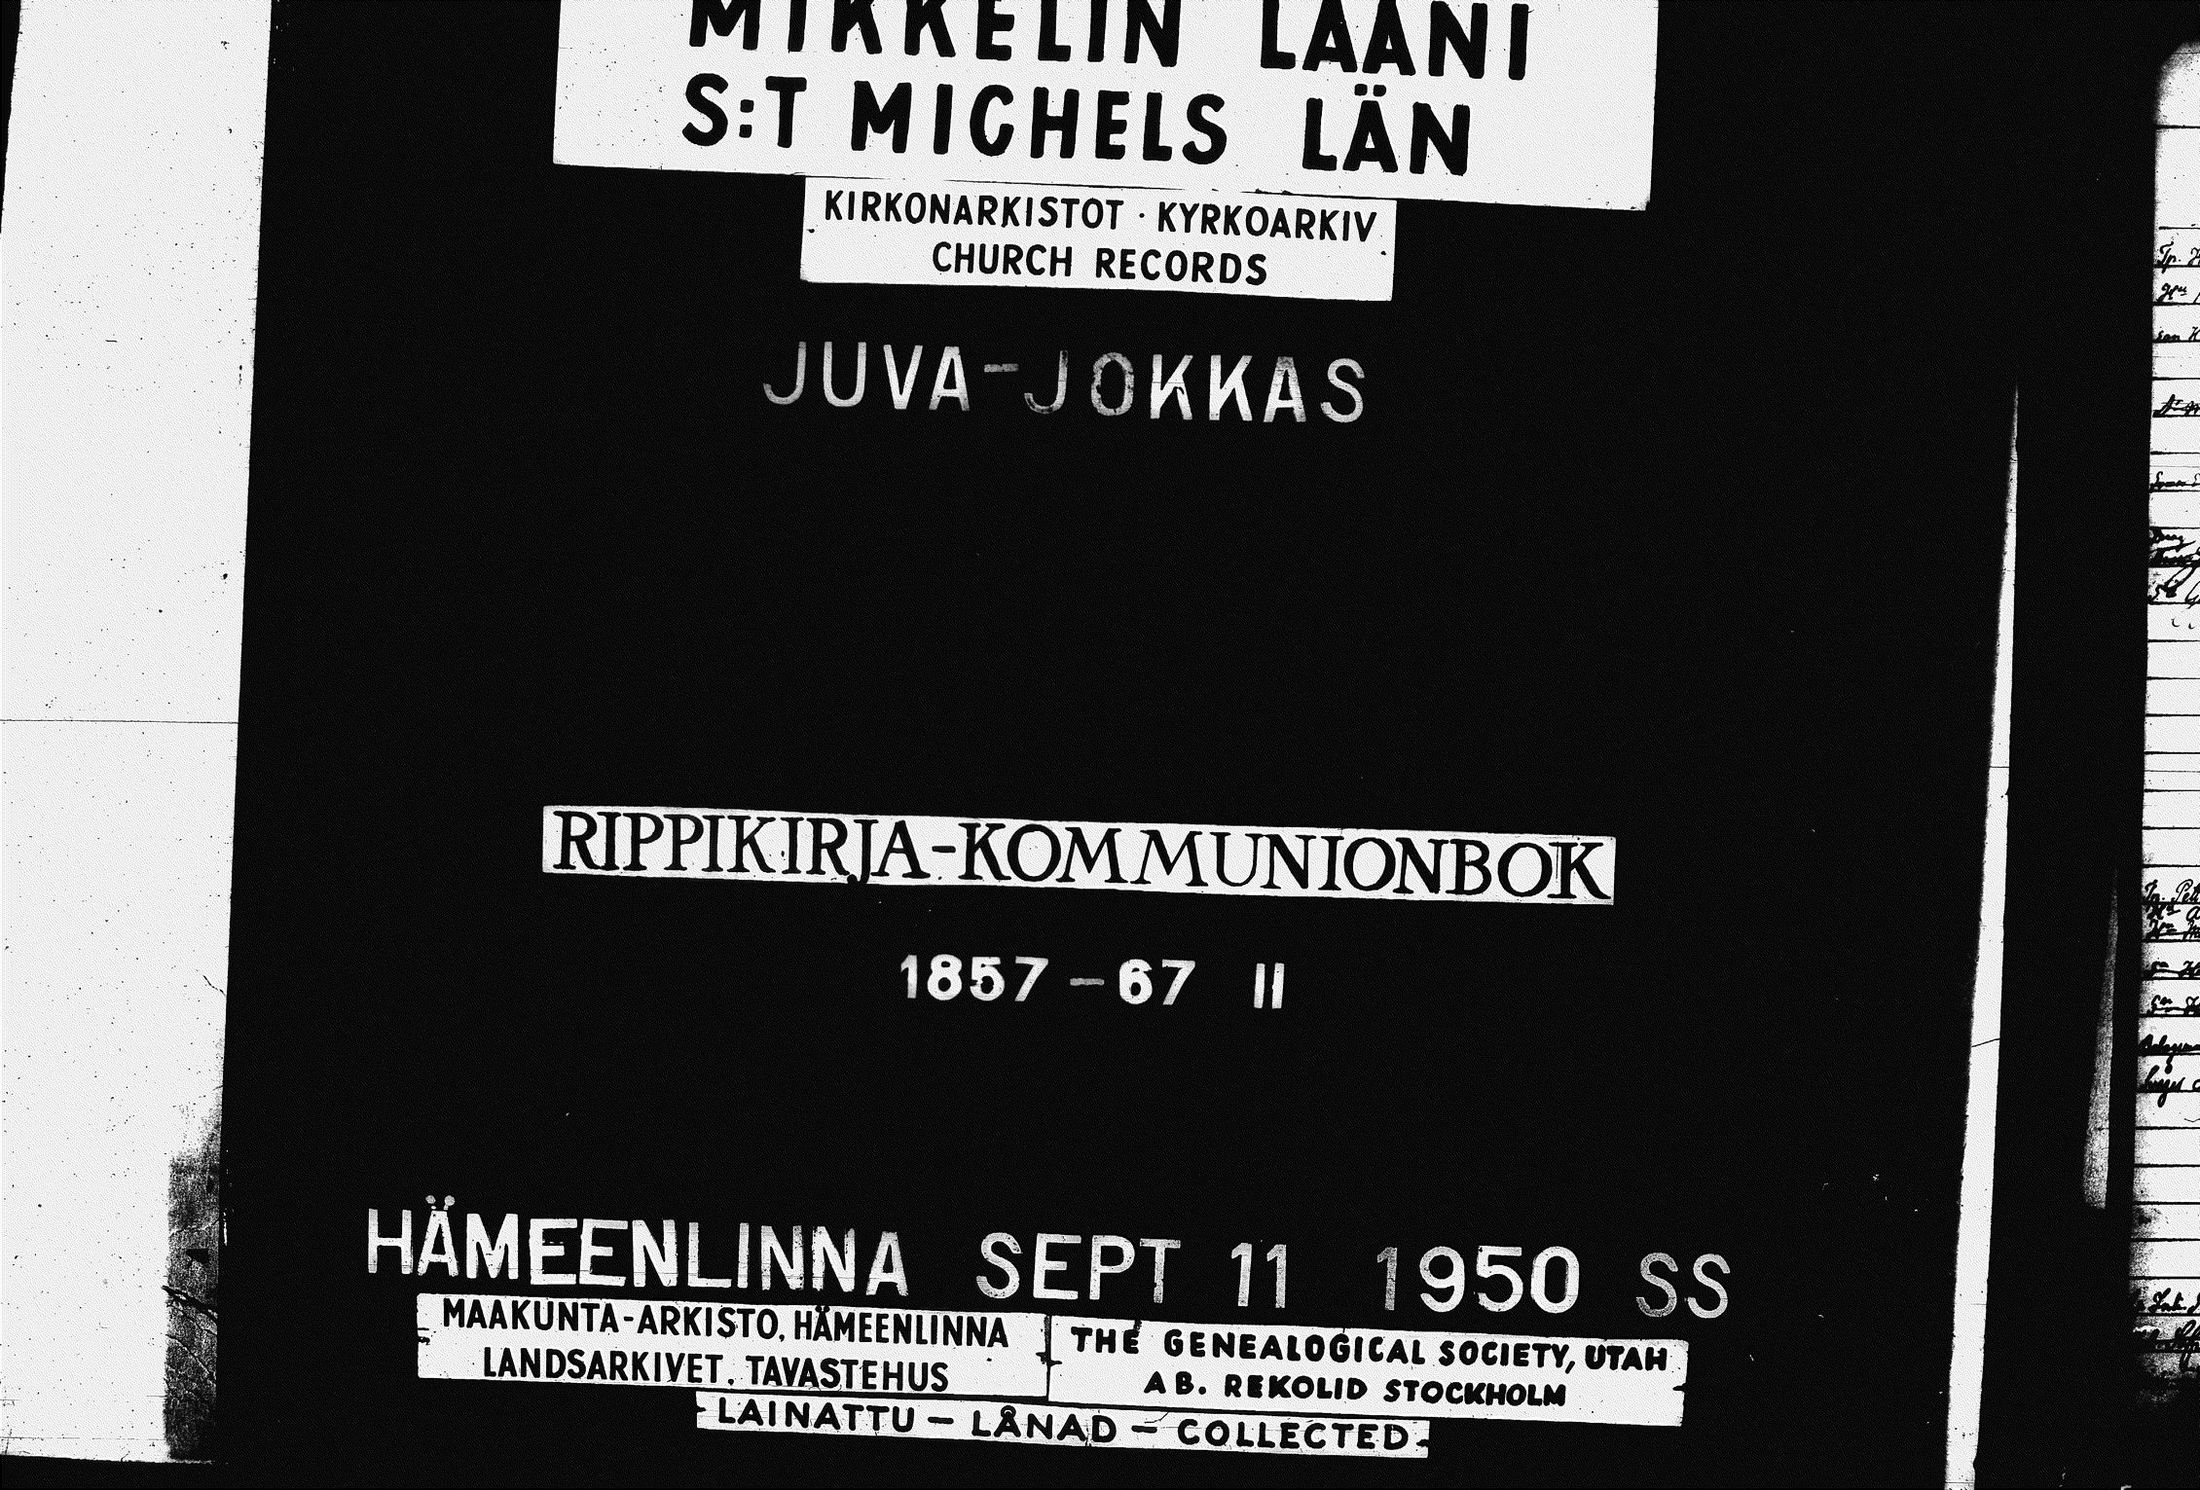 MIKKELIN LÄÄNI
S:T MICHELS LÄN
KIRKONARKISTOT · KYRKOARKIV
CHURCH RECORDS
JUVA-JOKKAS
RIPPIKIRJA-KOMMUNIONBOK
1857-67 II
HÄMEENLINNA SEPT 11 1950 SS
MAAKUNTA-ARKISTO, HÄMEENLINNA
LANDSARKIVET, TAVASTEHUS
THE GENEALOGICAL SOCIETY, UTAH
AB. REKOLID STOCKHOLM
LAINATTU - LÅNAD - COLLECTED